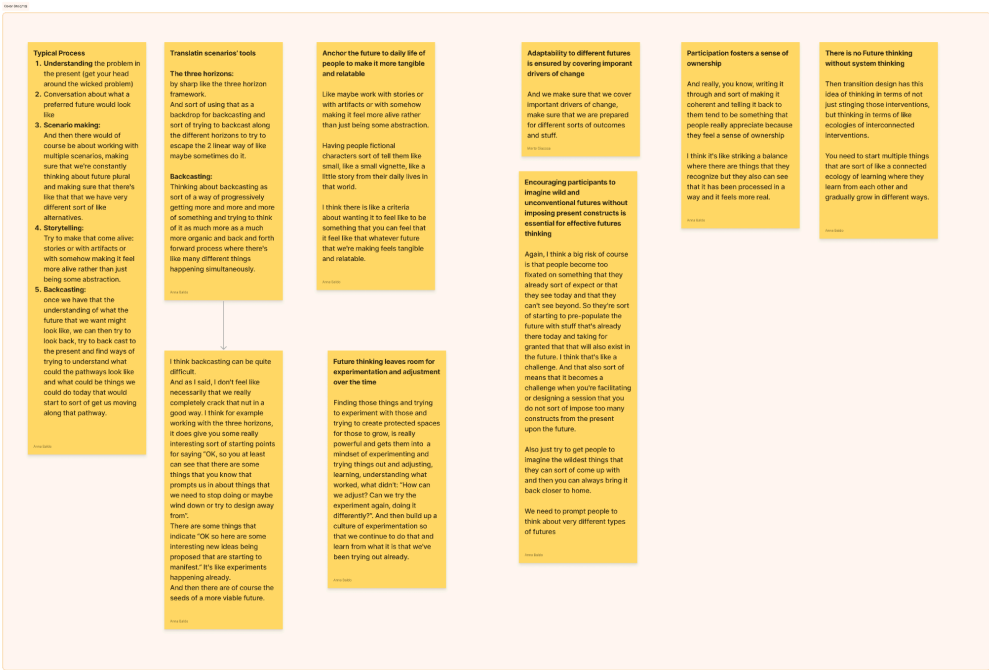 Typical Process
1. Understanding the problem in
the present (get your head
around the wicked problem)
2. Conversation about what a
preferred future would look
like
3. Scenario making:
And then there would of
course be about working with
multiple scenarios, making
sure that we're constantly
thinking about future plural
and making sure that there's
like that that we have very
different sort of like
alternatives.
4. Storytelling:
Try to make that come alive:
stories or with artifacts or
with somehow making it feel
more alive rather than just
being some abstraction.
5. Backcasting:
once we have that the
understanding of what the
future that we want might
look like, we can then try to
look back, try to back cast to
the present and find ways of
trying to understand what
could the pathways look like
and what could be things we
could do today that would
start to sort of get us moving
along that pathway.
Translatin scenarios' tools
The three horizons:
by sharp like the three horizon
framework.
And sort of using that as a
backdrop for backcasting and
sort of trying to backcast along
the different horizons to try to
escape the 2 linear way of like
maybe sometimes do it.
Backcasting:
Thinking about backcasting as
sort of a way of progressively
getting more and more and more
of something and trying to think
of it as much more as a much
more organic and back and forth
forward process where there's
like many different things
happening simultaneously.
I think backcasting can be quite
difficult.
And as I said, I don't feel like
necessarily that we really
completely crack that nut in a
good way. I think for example
working with the three horizons,
it does give you some really
interesting sort of starting points
for saying "OK, so you at least
can see that there are some
things that you know that
prompts us in about things that
we need to stop doing or maybe
wind down or try to design away
from".
There are some things that
indicate "OK so here are some
interesting new ideas being
proposed that are starting to
manifest." It's like experiments
happening already.
And then there are of course the
seeds of a more viable future.
Anchor the future to daily life of
people to make it more tangible
and relatable
Like maybe work with stories or
with artifacts or with somehow
making it feel more alive rather
than just being some abstraction.
Having people fictional
characters sort of tell them like
small, like a small vignette, like a
little story from their daily lives in
that world.
I think there is like a criteria
about wanting it to feel like to be
something that you can feel that
it feel like that whatever future
that we're making feels tangible
and relatable.
Future thinking leaves room for
experimentation and adjustment
over the time
Finding those things and trying
to experiment with those and
trying to create protected spaces
for those to grow, is really
powerful and gets them into a
mindset of experimenting and
trying things out and adjusting,
learning, understanding what
worked, what didn't: "How can
we adjust? Can we try the
experiment again, doing it
differently?". And then build up a
culture of experimentation so
that we continue to do that and
learn from what it is that we've
been trying out already.
Adaptability to different futures
is ensured by covering imporant
drivers of change
And we make sure that we cover
important drivers of change,
make sure that we are prepared
for different sorts of outcomes
and stuff.
Encouraging participants to
imagine wild and
unconventional futures without
imposing present constructs is
essential for effective futures
thinking
Again, I think a big risk of course
is that people become too
fixated on something that they
already sort of expect or that
they see today and that they
can't see beyond. So they're sort
of starting to pre-populate the
future with stuff that's already
there today and taking for
granted that that will also exist in
the future. I think that's like a
challenge. And that also sort of
means that it becomes a
challenge when you're facilitating
or designing a session that you
do not sort of impose too many
constructs from the present
upon the future.
Also just try to get people to
imagine the wildest things that
they can sort of come up with
and then you can always bring it
back closer to home.
We need to prompt people to
think about very different types
of futures
Participation fosters a sense of
ownership
And really, you know, writing it
through and sort of making it
coherent and telling it back to
them tend to be something that
people really appreciate because
they feel a sense of ownership
I think it's like striking a balance
where there are things that they
recognize but they also can see
that it has been processed in a
way and it feels more real.
There is no Future thinking
without system thinking
Then transition design has this
idea of thinking in terms of not
just stinging those interventions,
but thinking in terms of like
ecologies of interconnected
interventions.
You need to start multiple things
that are sort of like a connected
ecology of learning where they
learn from each other and
gradually grow in different ways.